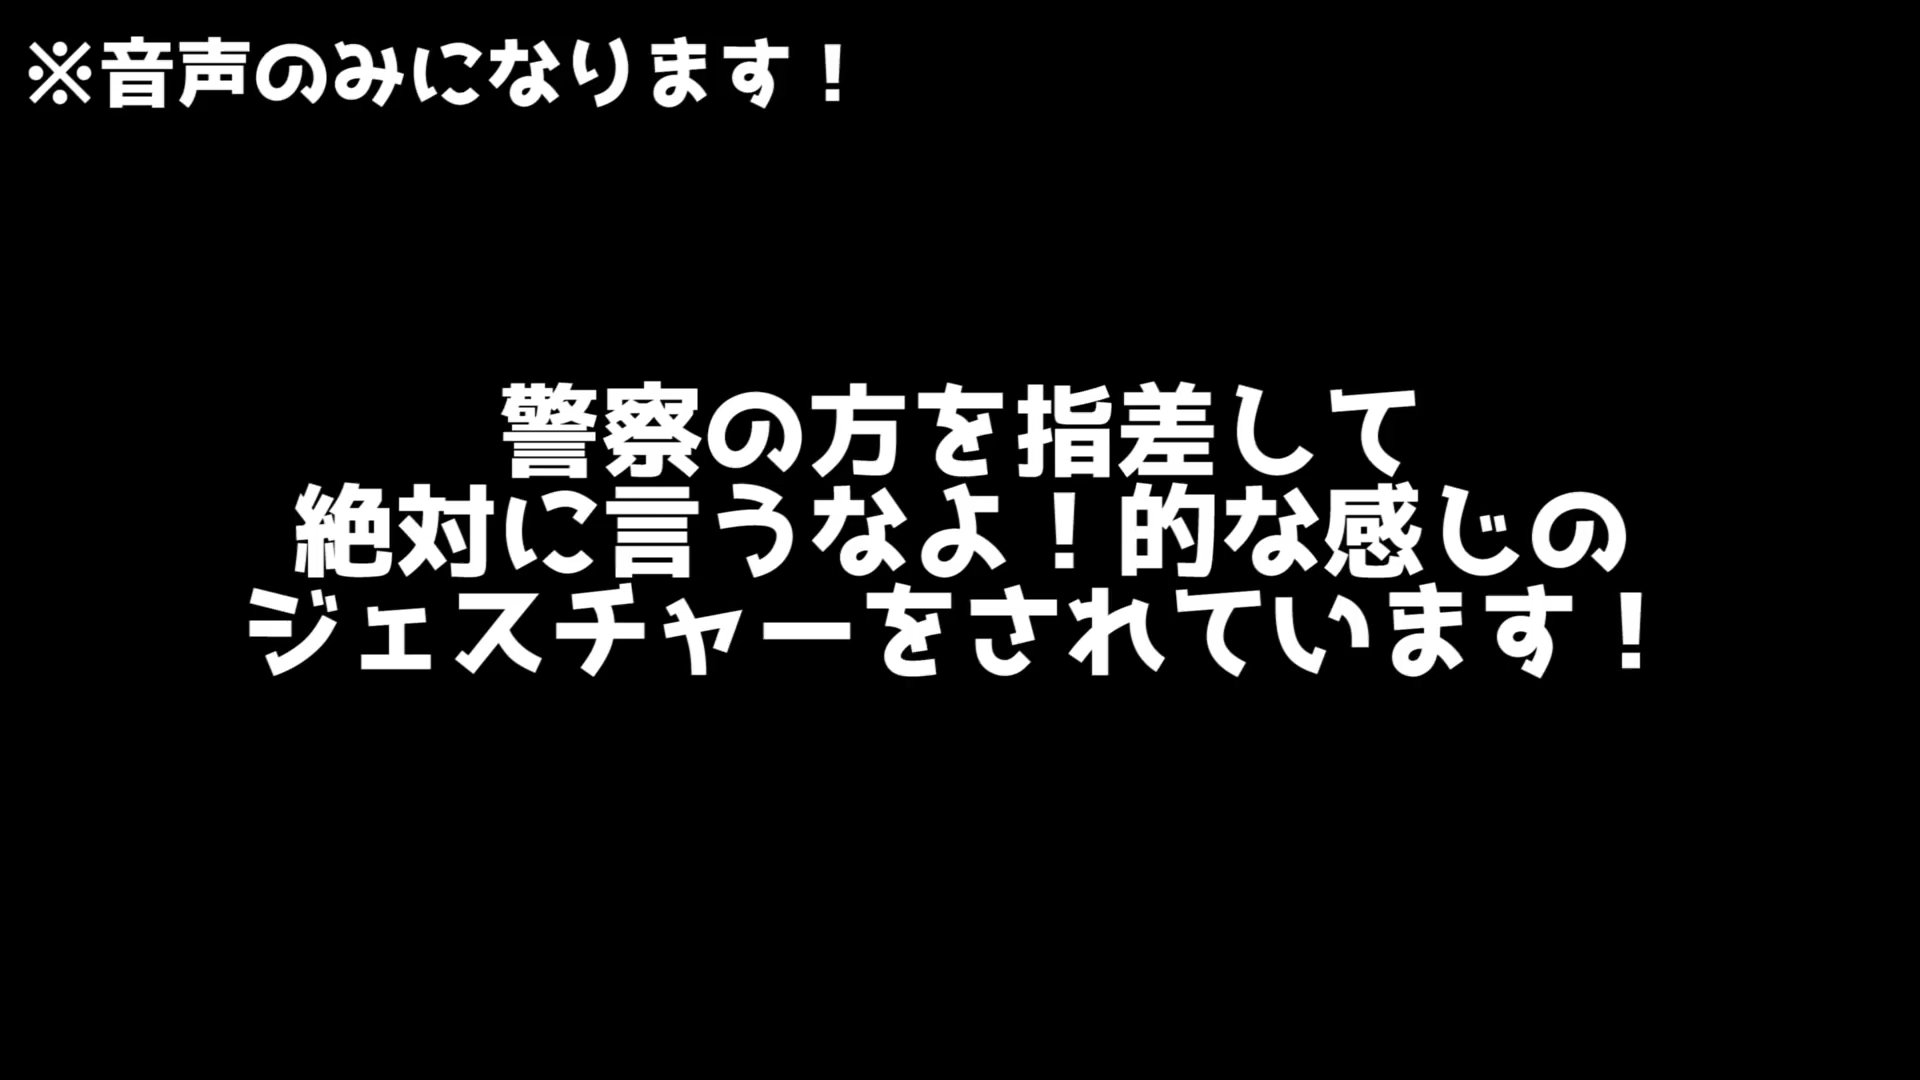 ※音声のみになります！
警察の方を指差して
絶対に言うなよ！的な感じの
ジェスチャーをされています！